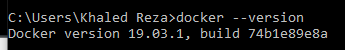 C:\Users\Khaled Reza>docker --version
Docker version 19.03.1, build 74b1e89e8a